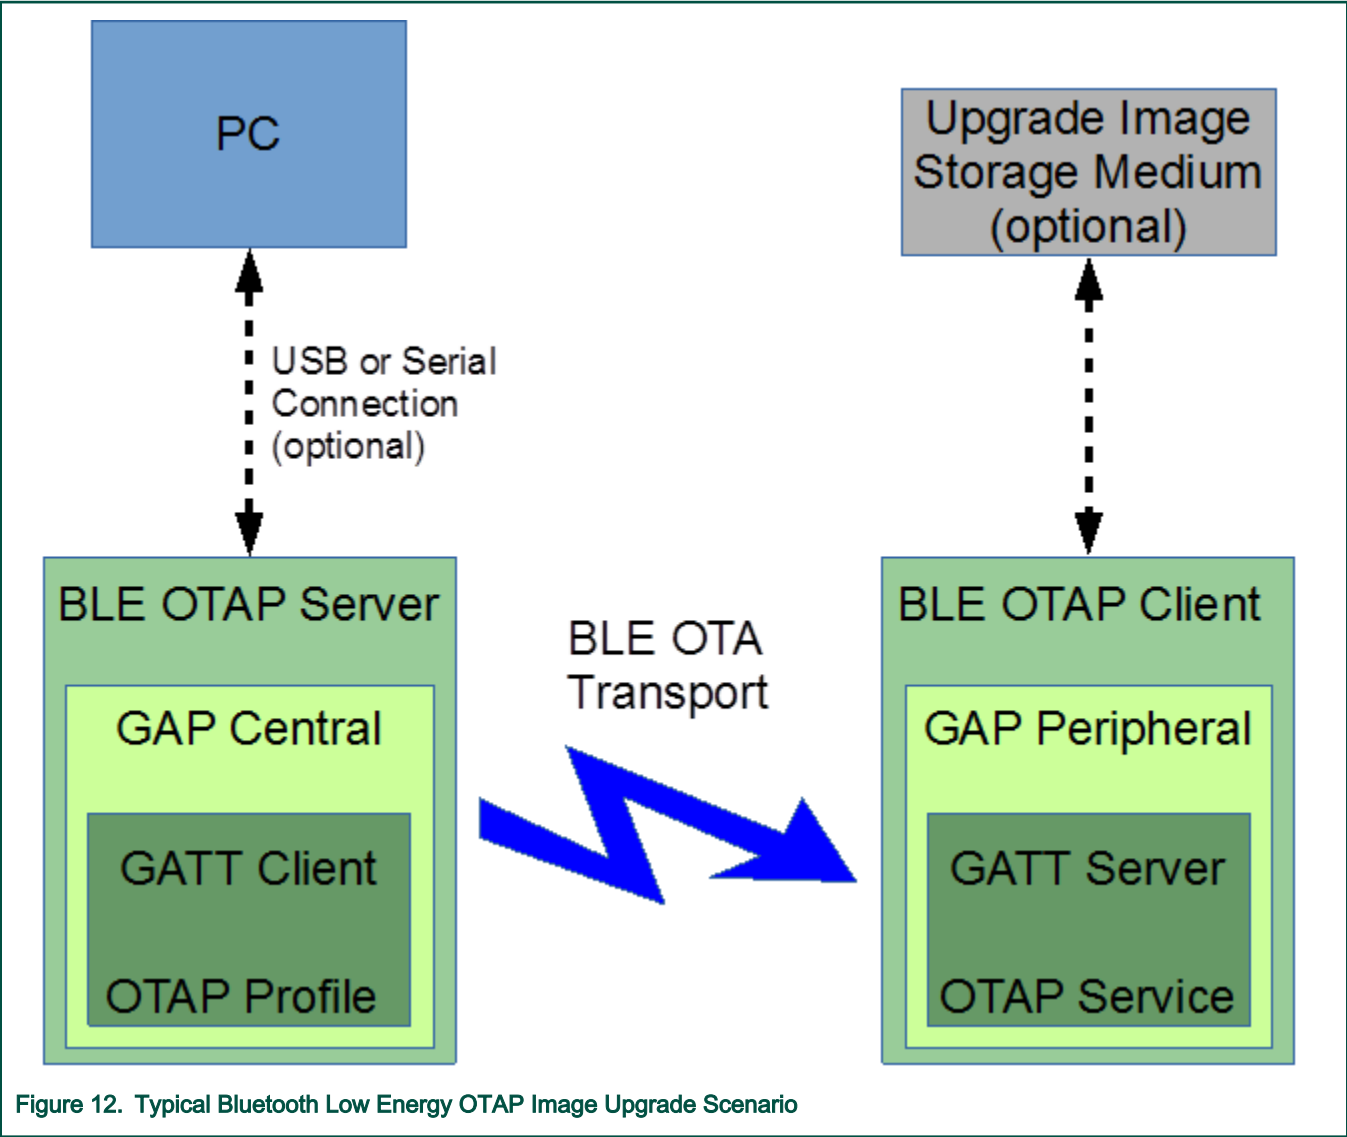 PC
USB or Serial
Connection
(optional)
Upgrade Image
Storage Medium
(optional)
BLE OTAP Server
GAP Central
GATT Client
OTAP Profile
BLE OTA
Transport
BLE OTAP Client
GAP Peripheral
GATT Server
OTAP Service
Figure 12. Typical Bluetooth Low Energy OTAP Image Upgrade Scenario